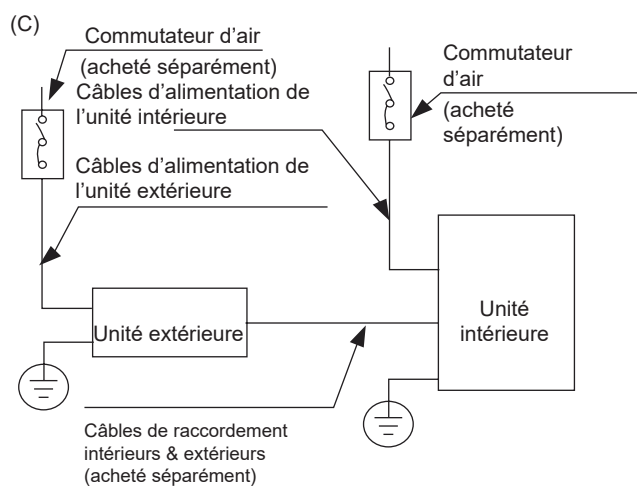 (C)
Commutateur d'air
(acheté séparément)
Câbles d'alimentation de
l'unité intérieure
Câbles d'alimentation de
l'unité extérieure
Commutateur
d'air
(acheté
séparément)
Unité extérieure
Unité
intérieure
Câbles de raccordement
intérieurs & extérieurs
(acheté séparément)